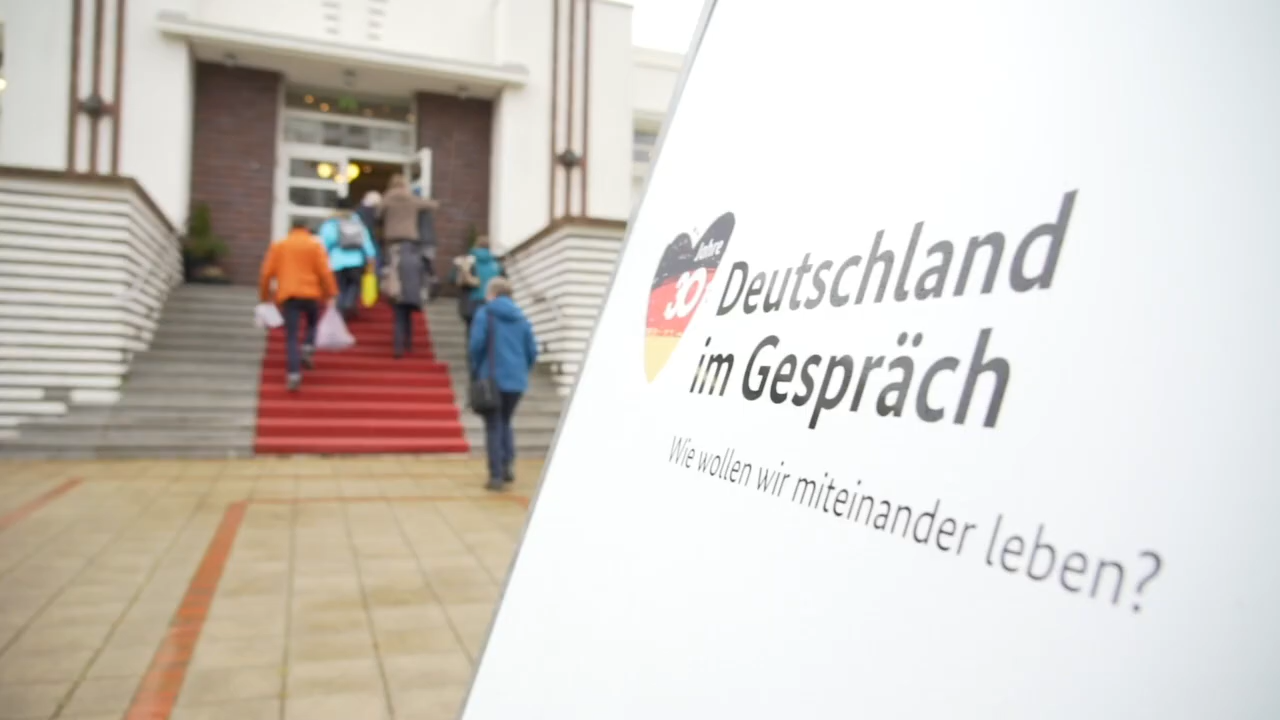 30 Jahre
Deutschland
im Gespräch
Wie wollen wir miteinander leben?